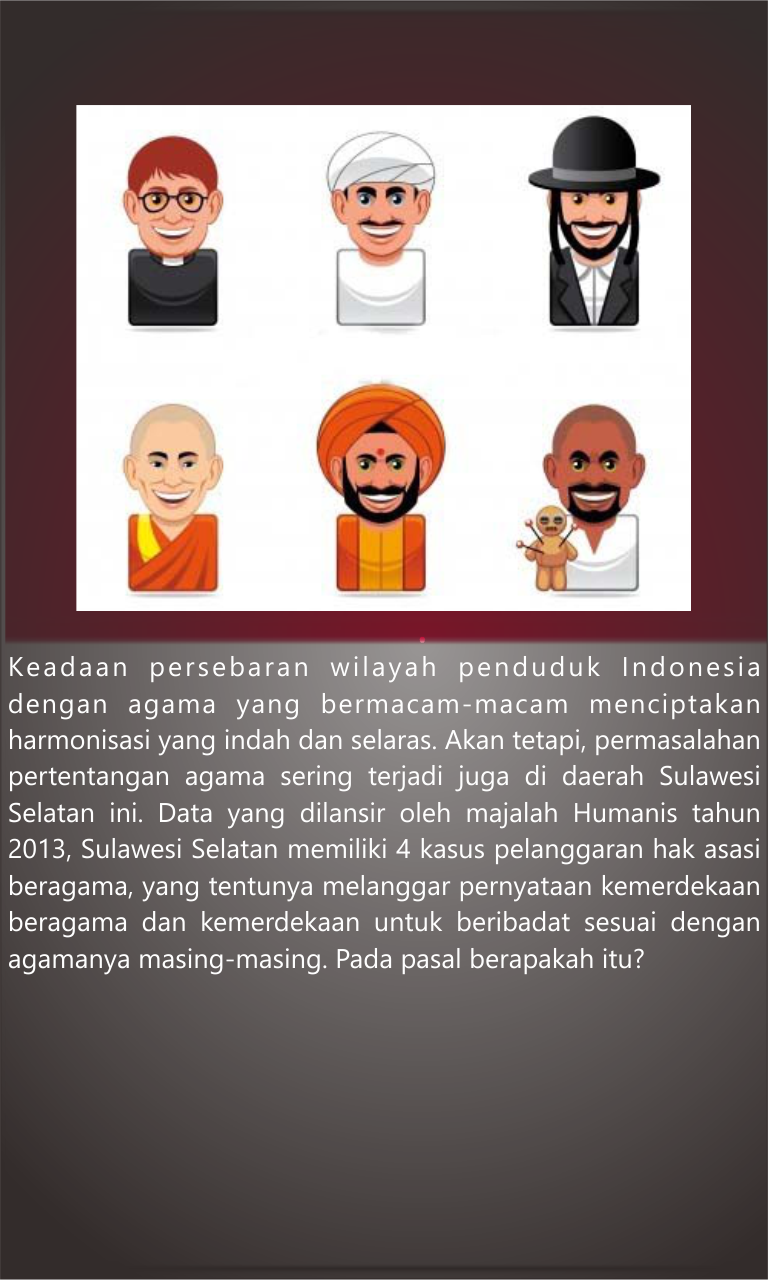 Keadaan persebaran wilayah penduduk Indonesia
dengan agama yang bermacam-macam menciptakan
harmonisasi yang indah dan selaras. Akan tetapi, permasalahan
pertentangan agama sering terjadi juga di daerah Sulawesi
Selatan ini. Data yang dilansir oleh majalah Humanis tahun
2013, Sulawesi Selatan memiliki 4 kasus pelanggaran hak asasi
beragama, yang tentunya melanggar pernyataan kemerdekaan
beragama dan kemerdekaan untuk beribadat sesuai dengan
agamanya masing-masing. Pada pasal berapakah itu?